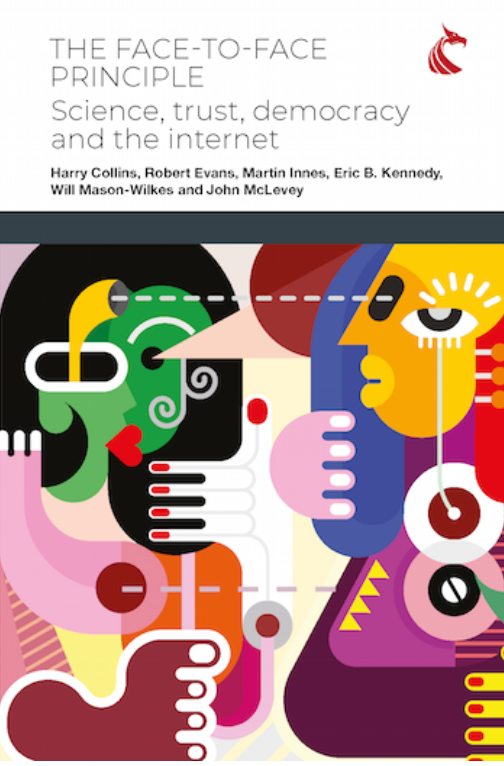 THE FACE-TO-FACE
PRINCIPLE
Science, trust, democracy
and the internet
Harry Collins, Robert Evans, Martin Innes, Eric B. Kennedy,
Will Mason-Wilkes and John McLevey